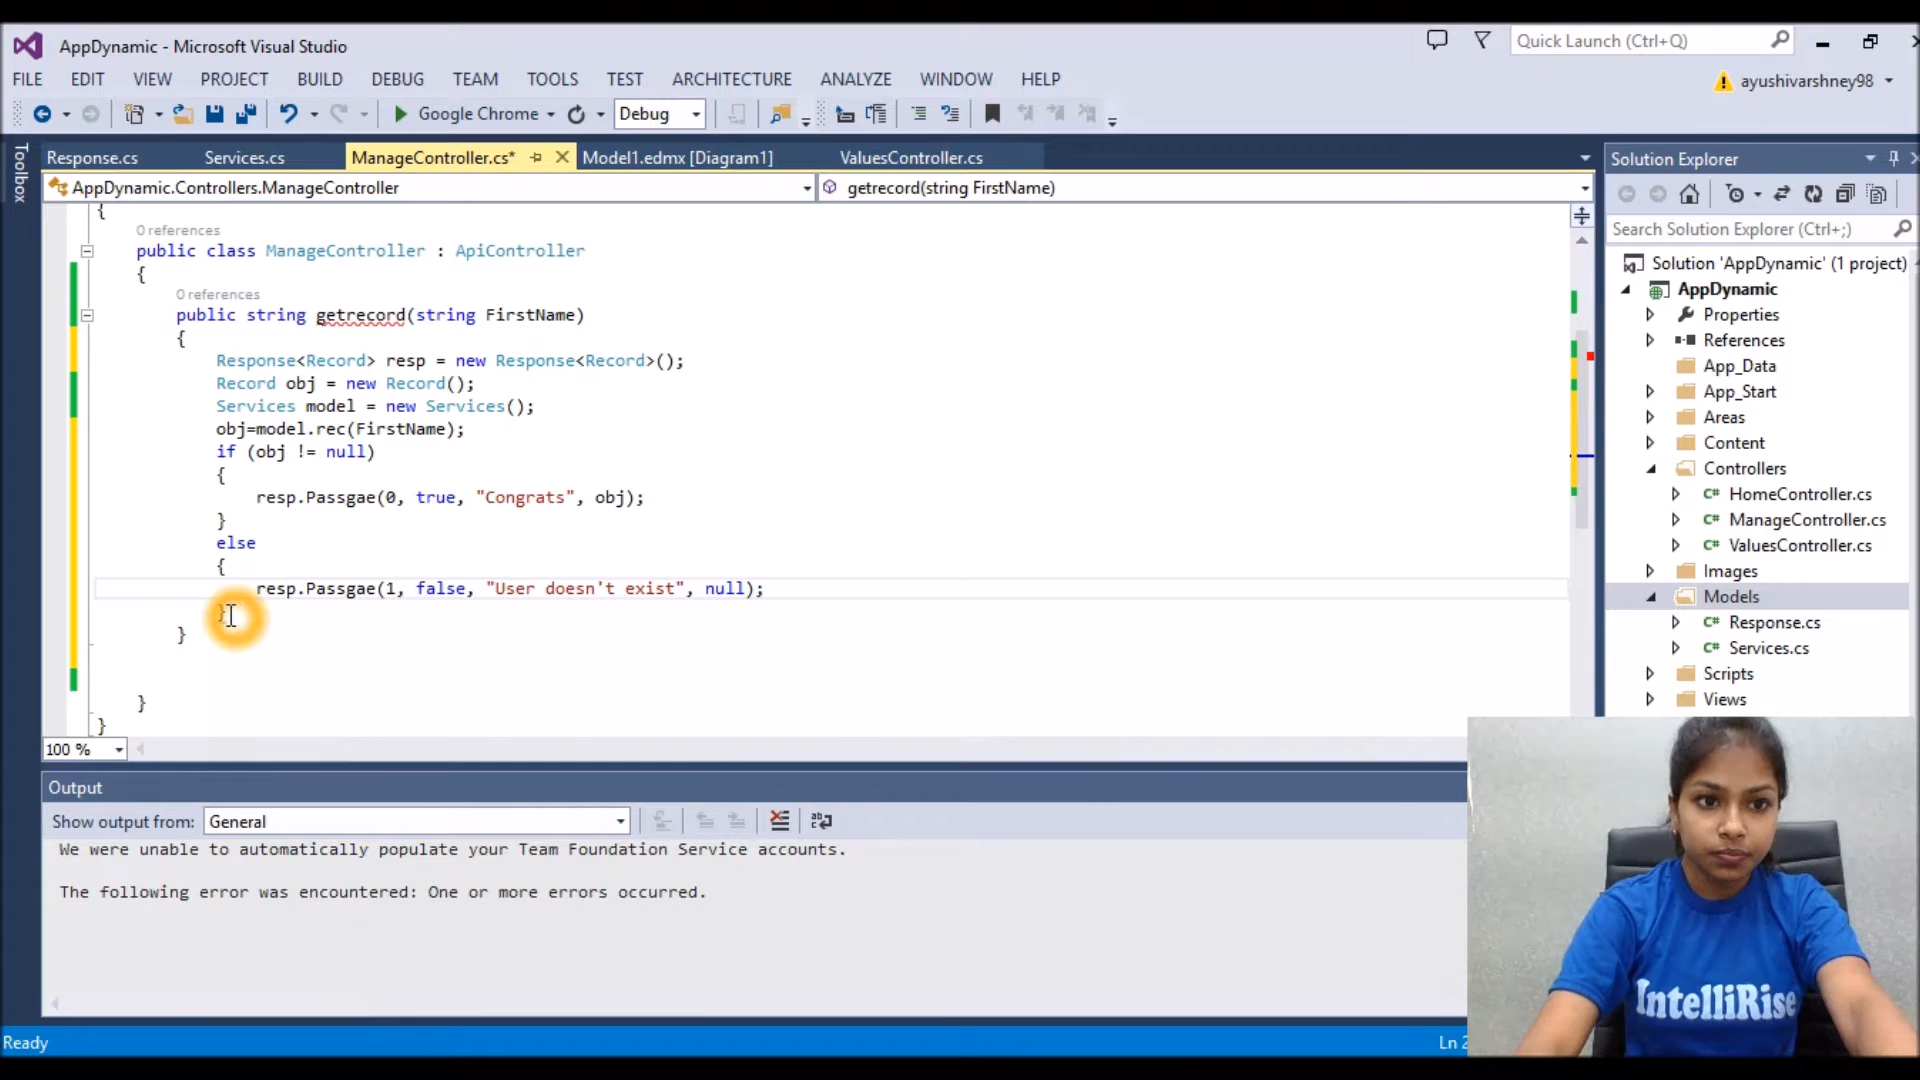 AppDynamic - Microsoft Visual Studio
Quick Launch (Ctrl+Q)
FILE EDIT VIEW PROJECT BUILD DEBUG TEAM TOOLS TEST ARCHITECTURE ANALYZE WINDOW HELP
ayushivarshney98
Google Chrome
Debug
Toolbox
Response.cs Services.cs ManageController.cs* Model1.edmx [Diagram1] ValuesController.cs
AppDynamic.Controllers.ManageController
getrecord(string FirstName)
{
0 references
public class ManageController : ApiController
{
0 references
public string getrecord(string FirstName)
{
Response<Record> resp = new Response<Record>();
Record obj = new Record();
Services model = new Services();
obj=model.rec(FirstName);
if (obj != null)
{
resp.Passgae(0, true, "Congrats", obj);
}
else
{
resp.Passgae(1, false, "User doesn't exist", null);
}
}
}
}
100 %
Output
Show output from: General
We were unable to automatically populate your Team Foundation Service accounts.
The following error was encountered: One or more errors occurred.
Ready
Solution Explorer
Search Solution Explorer (Ctrl+;)
Solution 'AppDynamic' (1 project)
AppDynamic
Properties
References
App_Data
App_Start
Areas
Content
Controllers
C# HomeController.cs
C# ManageController.cs
C# ValuesController.cs
Images
Models
C# Response.cs
C# Services.cs
Scripts
Views
IntelliRise